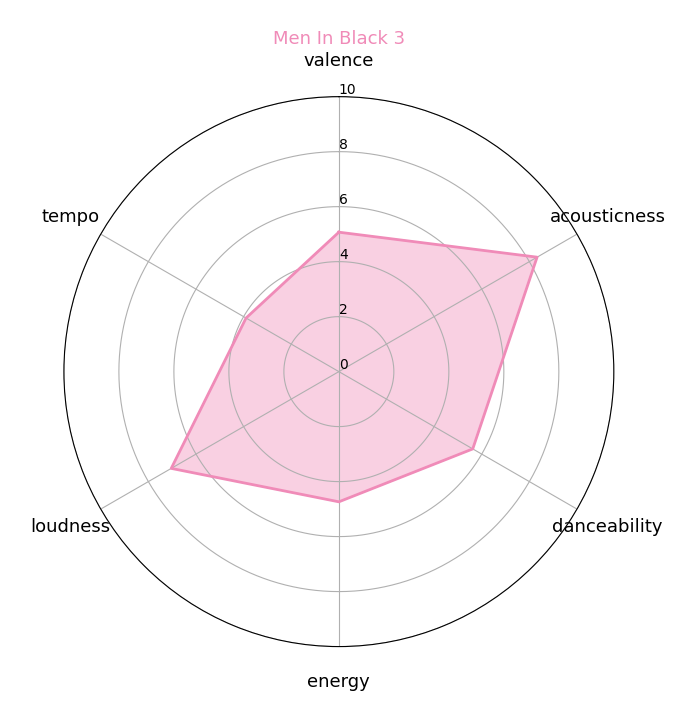 Men In Black 3
valence
10
8
acousticness
tempo
6
4
2
0
loudness
danceability
energy